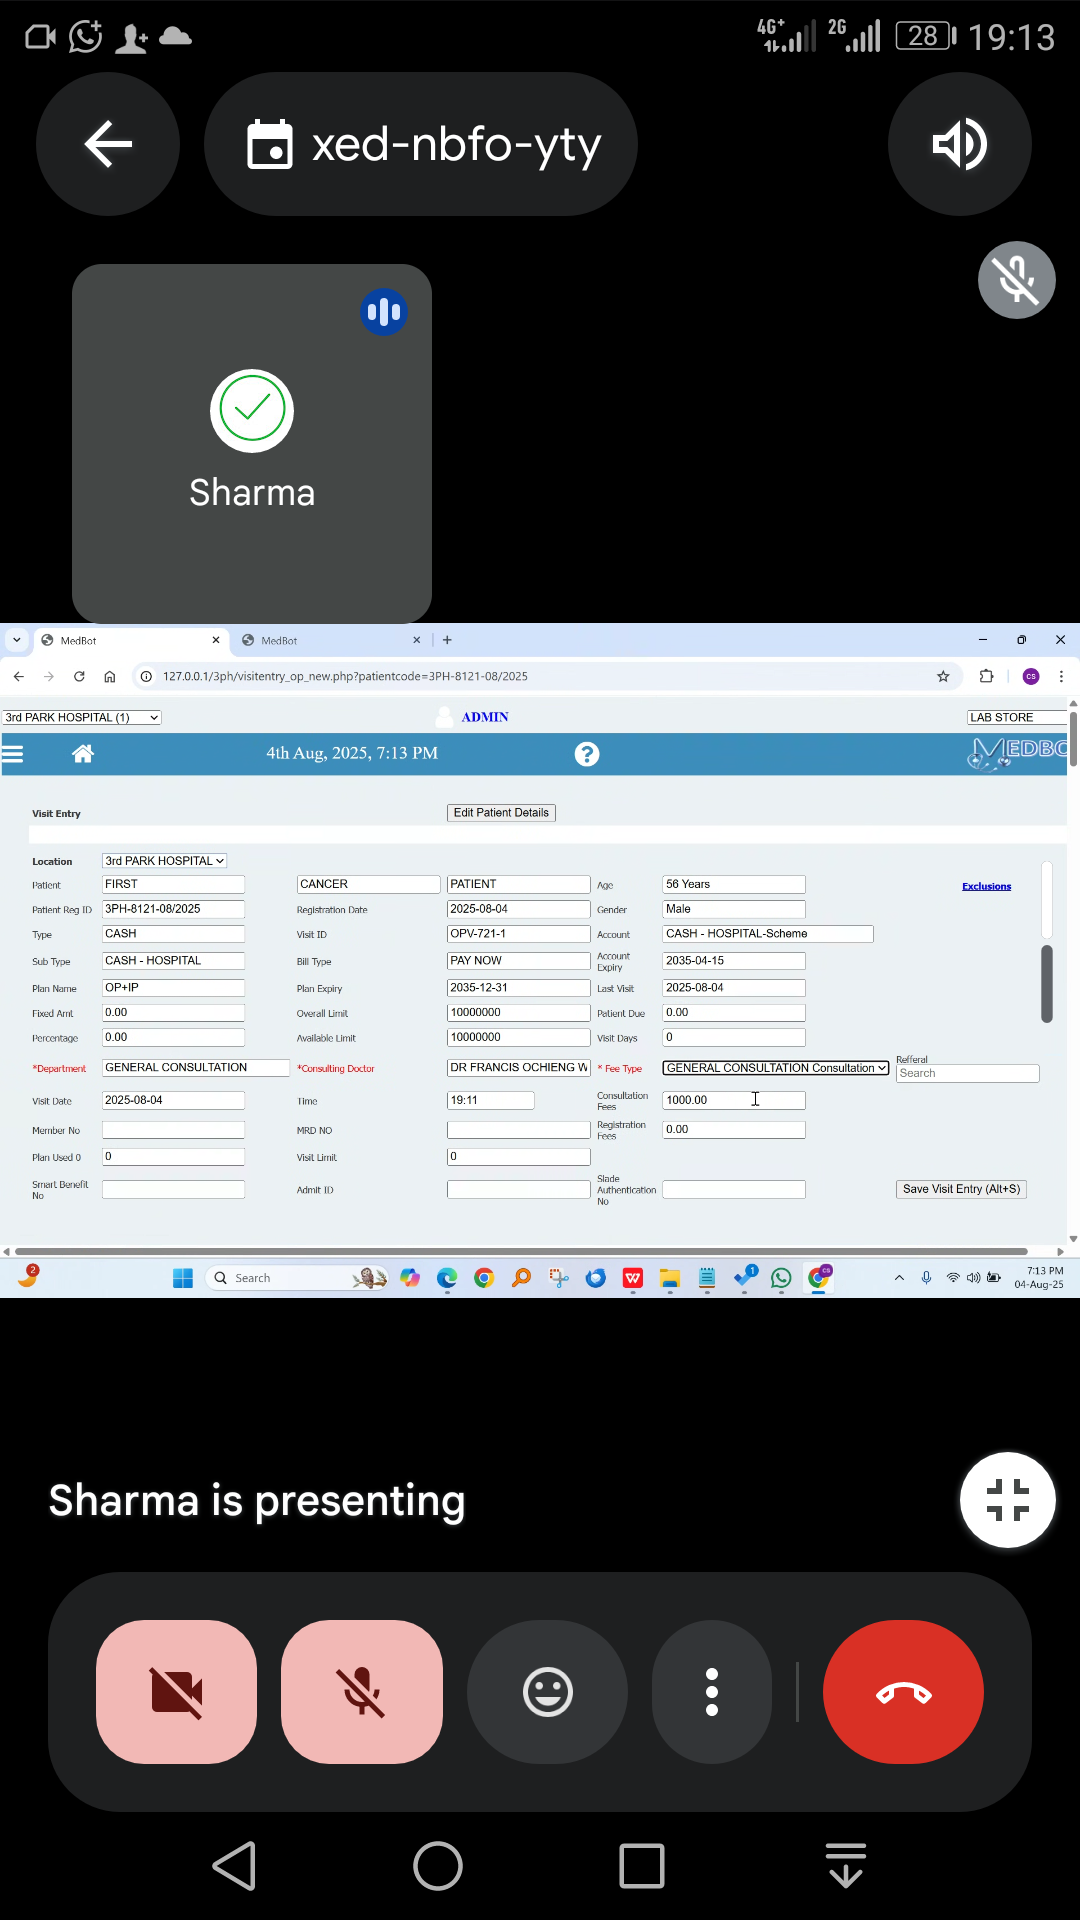 4G+ 2G 28 19:13
xed-nbfo-yty
Sharma
MedBot MedBot
127.0.0.1/3ph/visitentry_op_new.php?patientcode=3PH-8121-08/2025 CS
3rd PARK HOSPITAL (1) ADMIN LAB STORE
4th Aug, 2025, 7:13 PM MEDBO
Visit Entry Edit Patient Details
Location 3rd PARK HOSPITAL
Patient FIRST CANCER PATIENT Age 56 Years Exclusions
Patient Reg ID 3PH-8121-08/2025 Registration Date 2025-08-04 Gender Male
Type CASH Visit ID OPV-721-1 Account CASH - HOSPITAL-Scheme
Sub Type CASH - HOSPITAL Bill Type PAY NOW Account Expiry 2035-04-15
Plan Name OP+IP Plan Expiry 2035-12-31 Last Visit 2025-08-04
Fixed Amt 0.00 Overall Limit 10000000 Patient Due 0.00
Percentage 0.00 Available Limit 10000000 Visit Days 0
*Department GENERAL CONSULTATION *Consulting Doctor DR FRANCIS OCHIENG W * Fee Type GENERAL CONSULTATION Consultation Refferal Search
Visit Date 2025-08-04 Time 19:11 Consultation Fees 1000.00
Member No MRD NO Registration Fees 0.00
Plan Used 0 0 Visit Limit 0
Smart Benefit No Admit ID Slade Authentication No Save Visit Entry (Alt+S)
2 Search 1 CS 7:13 PM
04-Aug-25
Sharma is presenting